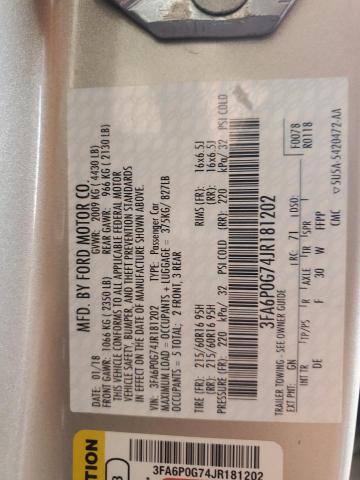 MFD. BY FORD MOTOR CO.
DATE: 01/18 GVWR: 2009 KG ( 4430 LB)
FRONT GAWR: 1066 KG ( 2350 LB) REAR GAWR: 966 KG ( 2130 LB)
THIS VEHICLE CONFORMS TO ALL APPLICABLE FEDERAL MOTOR
VEHICLE SAFETY, BUMPER, AND THEFT PREVENTION STANDARDS
IN EFFECT ON THE DATE OF MANUFACTURE SHOWN ABOVE.
VIN: 3FA6P0G74JR181202 TYPE: Passenger Car
MAXIMUM LOAD = OCCUPANTS + LUGGAGE = 375KG/ 827LB
OCCUPANTS = 5 TOTAL; 2 FRONT, 3 REAR
TIRE (FR): 215/60R16 95H RIMS (FR): 16x6.5J
(RR): 215/60R16 95H (RR): 16x6.5J
PRESSURE (FR): 220 kPa/ 32 PSI COLD (RR): 220 kPa/ 32 PSI COLD
3FA6P0G74JR181202
TRAILER TOWING - SEE OWNER GUIDE F0078
EXT PNT: GN RC: 71 DSO: R0118
INT TR TP/PS R AXLE TR SPR
DE F 30 W FFPP
CMC 5U5A-5420472-AA
3FA6P0G74JR181202